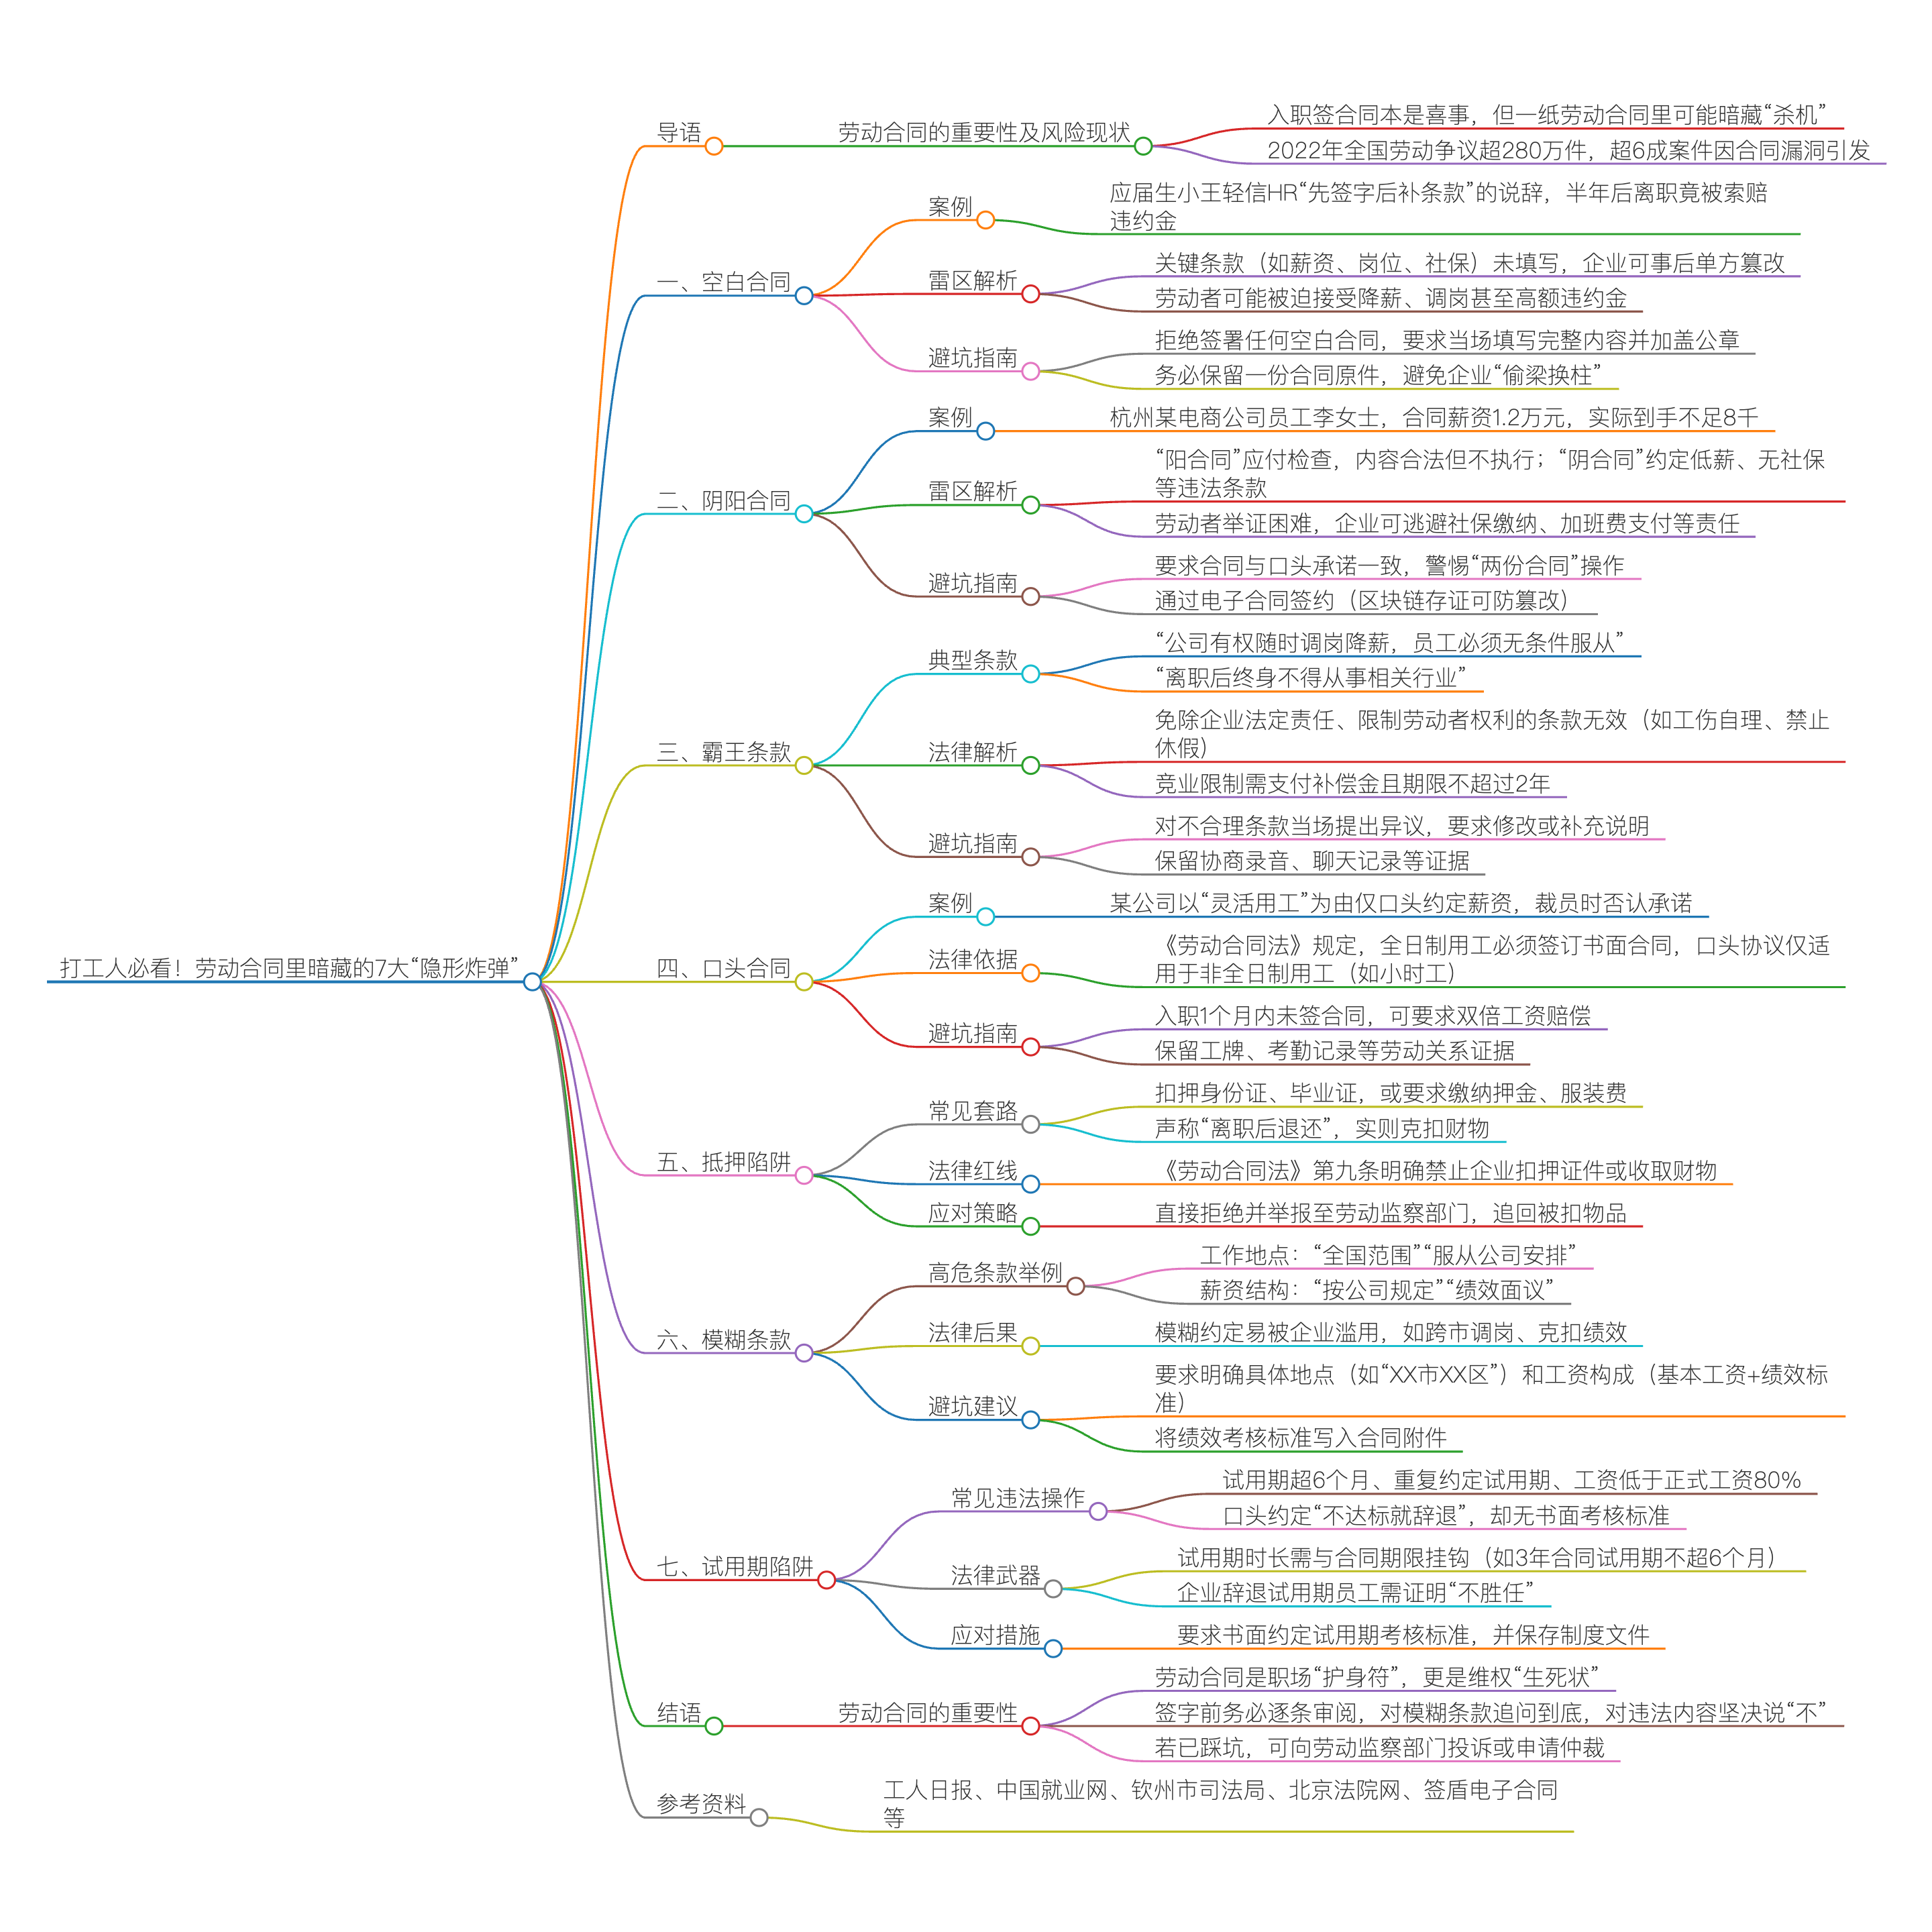 打工人必看！劳动合同里暗藏的7大“隐形炸弹”
导语
劳动合同的重要性及风险现状
入职签合同本是喜事，但一纸劳动合同里可能暗藏“杀机”
2022年全国劳动争议超280万件，超6成案件因合同漏洞引发
一、空白合同
案例
应届生小王轻信HR“先签字后补条款”的说辞，半年后离职竟被索赔
违约金
雷区解析
关键条款（如薪资、岗位、社保）未填写，企业可事后单方篡改
劳动者可能被迫接受降薪、调岗甚至高额违约金
避坑指南
拒绝签署任何空白合同，要求当场填写完整内容并加盖公章
务必保留一份合同原件，避免企业“偷梁换柱”
二、阴阳合同
案例
杭州某电商公司员工李女士，合同薪资1.2万元，实际到手不足8千
雷区解析
“阳合同”应付检查，内容合法但不执行；“阴合同”约定低薪、无社保
等违法条款
劳动者举证困难，企业可逃避社保缴纳、加班费支付等责任
避坑指南
要求合同与口头承诺一致，警惕“两份合同”操作
通过电子合同签约（区块链存证可防篡改）
三、霸王条款
典型条款
“公司有权随时调岗降薪，员工必须无条件服从”
“离职后终身不得从事相关行业”
法律解析
免除企业法定责任、限制劳动者权利的条款无效（如工伤自理、禁止
休假）
竞业限制需支付补偿金且期限不超过2年
避坑指南
对不合理条款当场提出异议，要求修改或补充说明
保留协商录音、聊天记录等证据
四、口头合同
案例
某公司以“灵活用工”为由仅口头约定薪资，裁员时否认承诺
法律依据
《劳动合同法》规定，全日制用工必须签订书面合同，口头协议仅适
用于非全日制用工（如小时工）
避坑指南
入职1个月内未签合同，可要求双倍工资赔偿
保留工牌、考勤记录等劳动关系证据
五、抵押陷阱
常见套路
扣押身份证、毕业证，或要求缴纳押金、服装费
声称“离职后退还”，实则克扣财物
法律红线
《劳动合同法》第九条明确禁止企业扣押证件或收取财物
应对策略
直接拒绝并举报至劳动监察部门，追回被扣物品
六、模糊条款
高危条款举例
工作地点：“全国范围”“服从公司安排”
薪资结构：“按公司规定”“绩效面议”
法律后果
模糊约定易被企业滥用，如跨市调岗、克扣绩效
避坑建议
要求明确具体地点（如“XX市XX区”）和工资构成（基本工资+绩效标
准）
将绩效考核标准写入合同附件
七、试用期陷阱
常见违法操作
试用期超6个月、重复约定试用期、工资低于正式工资80%
口头约定“不达标就辞退”，却无书面考核标准
法律武器
试用期时长需与合同期限挂钩（如3年合同试用期不超6个月）
企业辞退试用期员工需证明“不胜任”
应对措施
要求书面约定试用期考核标准，并保存制度文件
结语
劳动合同的重要性
劳动合同是职场“护身符”，更是维权“生死状”
签字前务必逐条审阅，对模糊条款追问到底，对违法内容坚决说“不”
若已踩坑，可向劳动监察部门投诉或申请仲裁
参考资料
工人日报、中国就业网、钦州市司法局、北京法院网、签盾电子合同
等